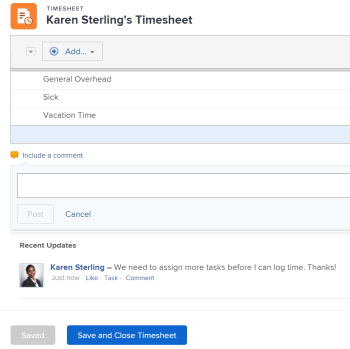 TIMESHEET
Karen Sterling's Timesheet
Add...
General Overhead
Sick
Vacation Time
Include a comment
Post Cancel
Recent Updates
Karen Sterling – We need to assign more tasks before I can log time. Thanks!
Just now · Like · Task · Comment
Saved Save and Close Timesheet